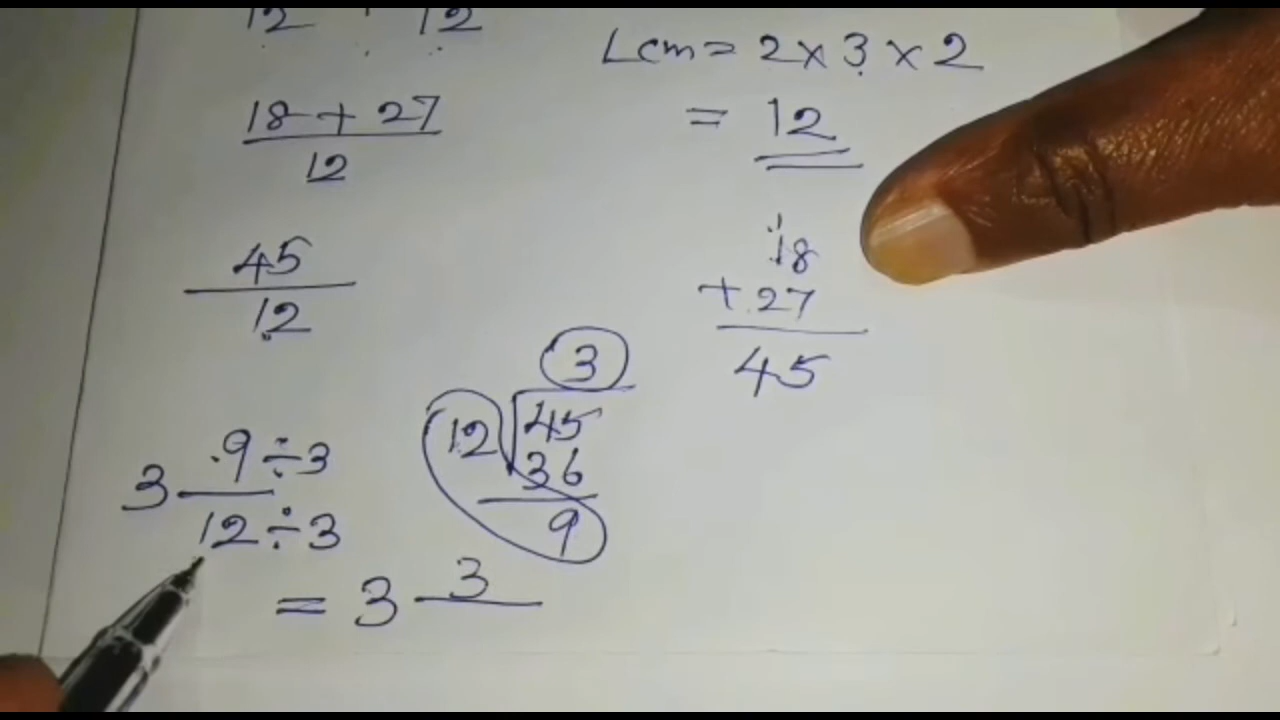 12 12
Lcm = 2 x 3 x 2
18 + 27
12
= 12
45
12
1
18
+ 27
45
3
12 45
36
9
3 9 ÷ 3
12 ÷ 3
= 3 3